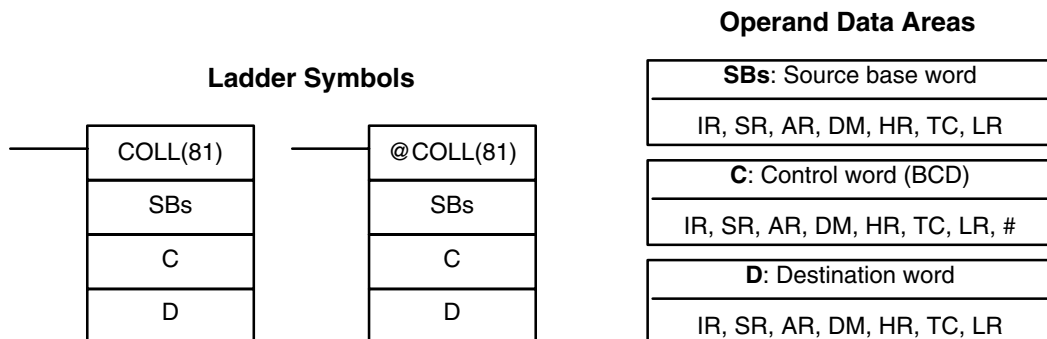 Ladder Symbols
COLL(81)
SBs
C
D
@COLL(81)
SBs
C
D
Operand Data Areas
SBs: Source base word
IR, SR, AR, DM, HR, TC, LR
C: Control word (BCD)
IR, SR, AR, DM, HR, TC, LR, #
D: Destination word
IR, SR, AR, DM, HR, TC, LR